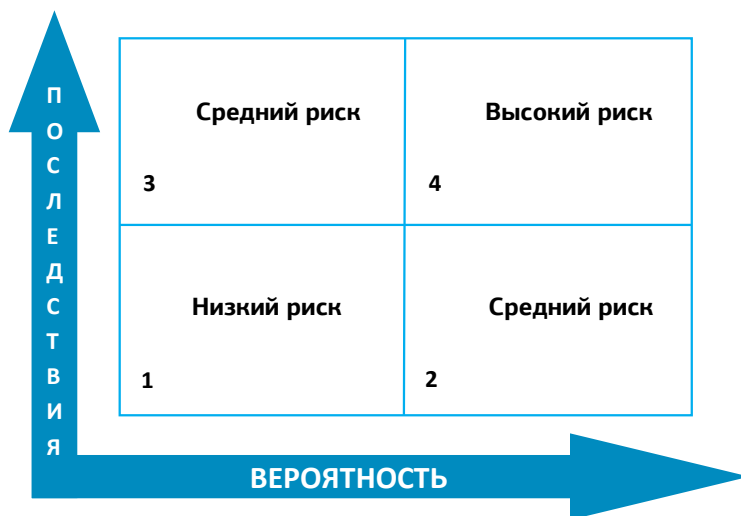 ПОСЛЕДСТВИЯ
Средний риск
Высокий риск
3
4
Низкий риск
Средний риск
1
2
ВЕРОЯТНОСТЬ